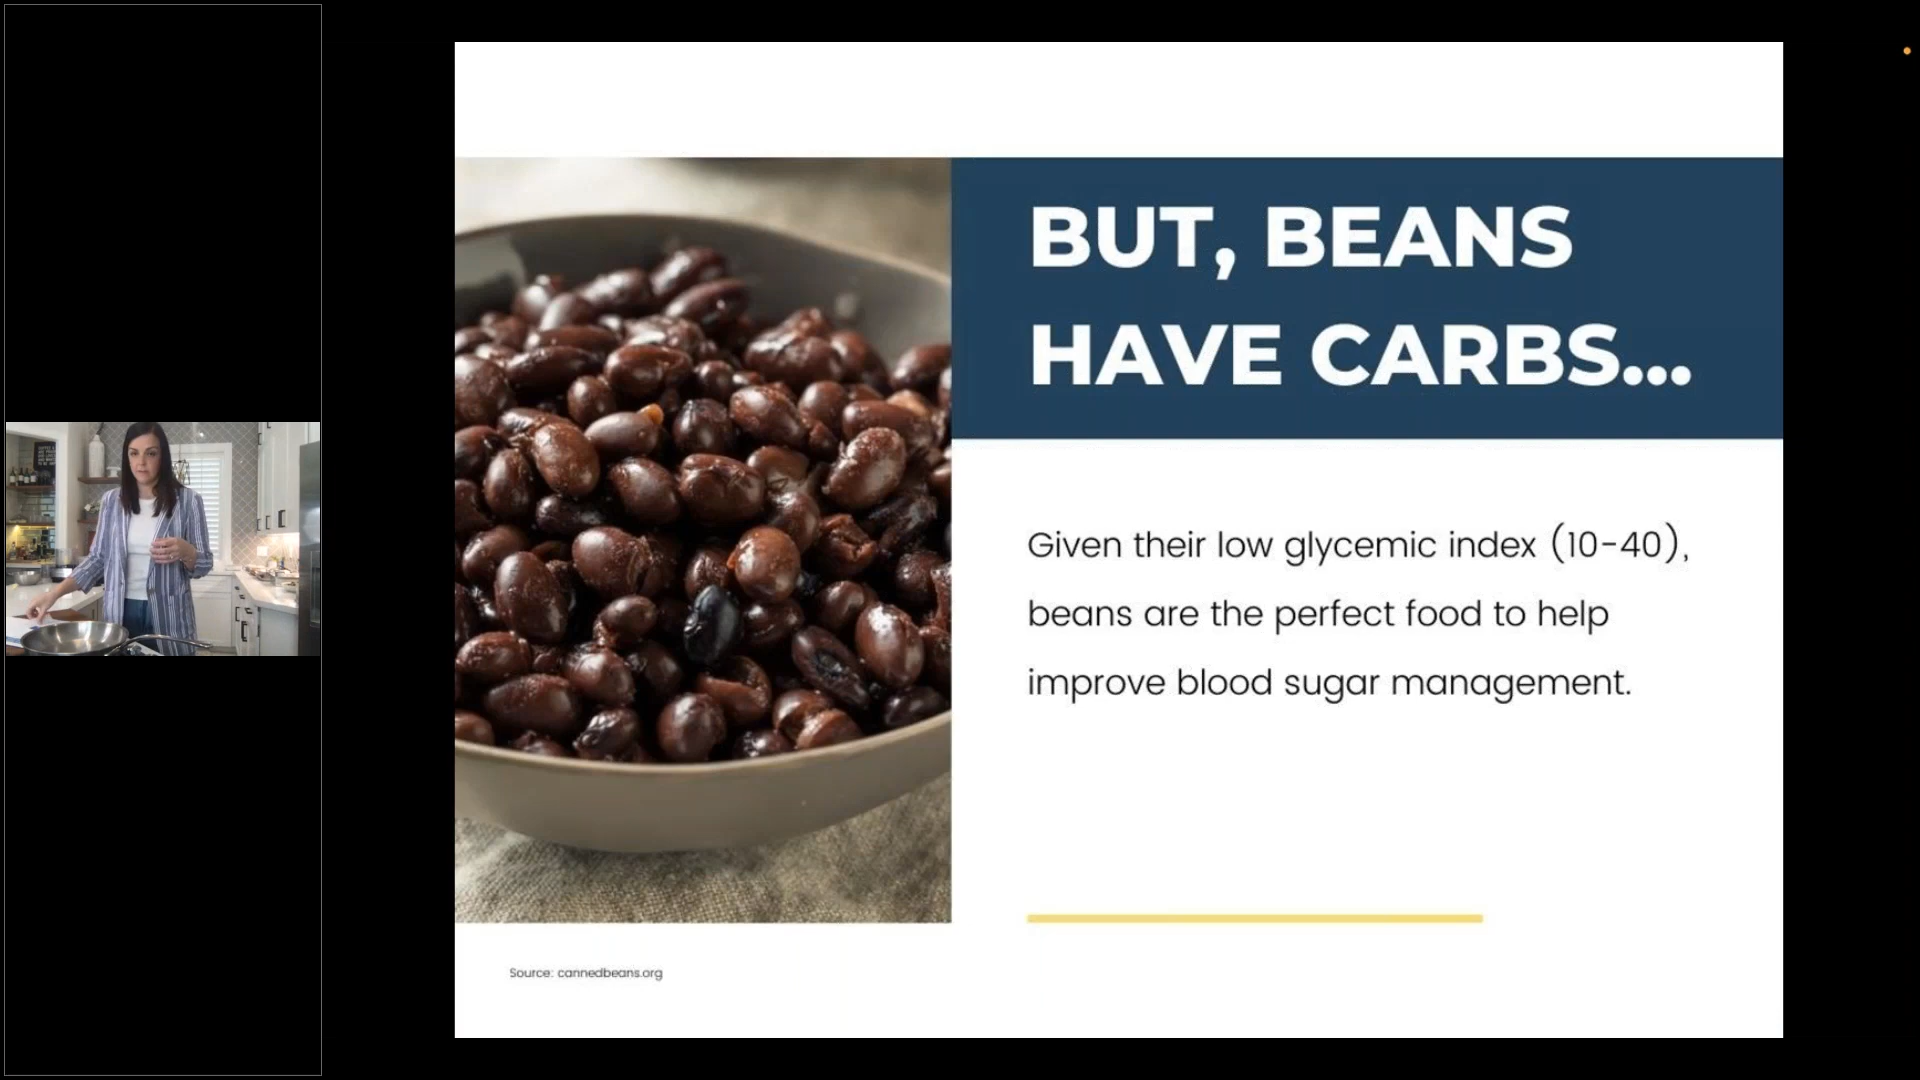 BUT, BEANS
HAVE CARBS...
Given their low glycemic index (10-40),
beans are the perfect food to help
improve blood sugar management.
Source: cannedbeans.org